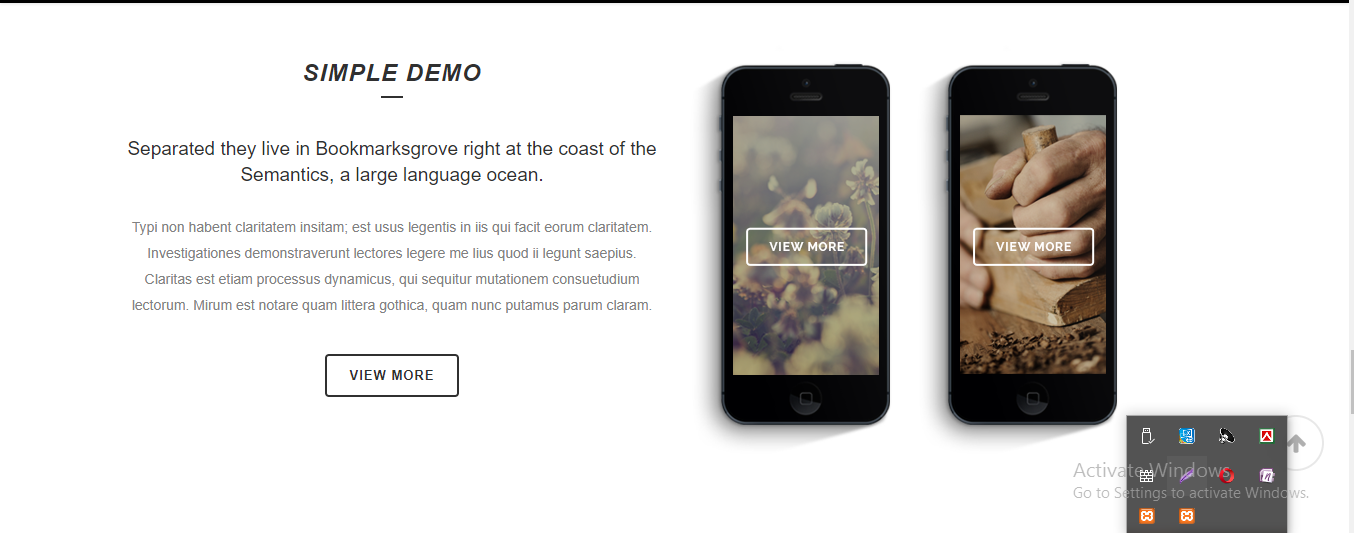 SIMPLE DEMO
Separated they live in Bookmarksgrove right at the coast of the
Semantics, a large language ocean.
Typi non habent claritatem insitam; est usus legentis in iis qui facit eorum claritatem.
Investigationes demonstraverunt lectores legere me lius quod ii legunt saepius.
Claritas est etiam processus dynamicus, qui sequitur mutationem consuetudium
lectorum. Mirum est notare quam littera gothica, quam nunc putamus parum claram.
VIEW MORE
VIEW MORE
VIEW MORE
Activate Windows
Go to Settings to activate Windows.